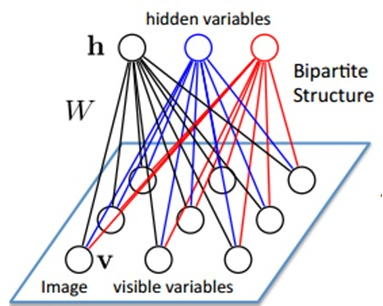 hidden variables
h
Bipartite
Structure
W
v
Image visible variables